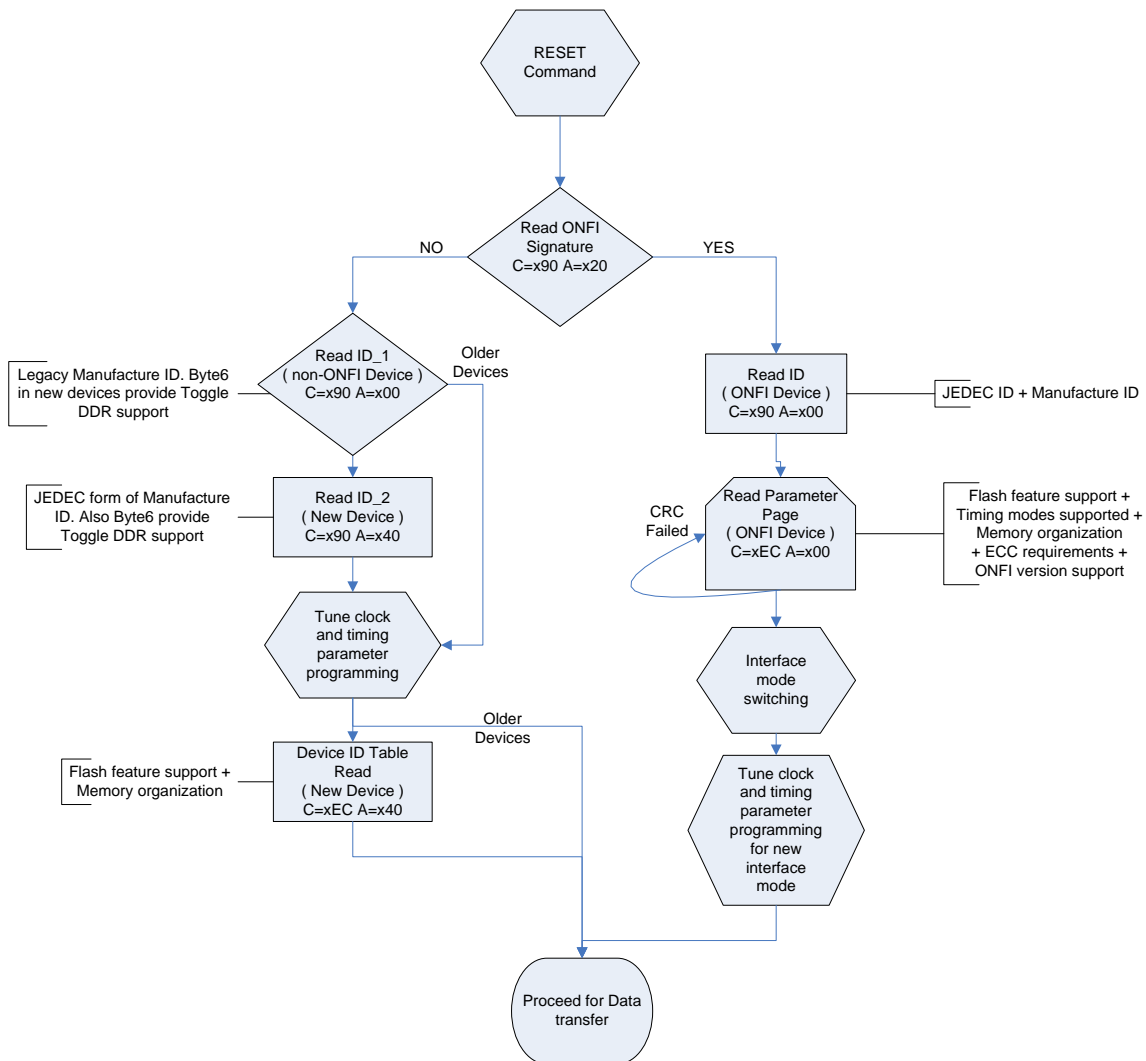 RESET
Command
Read ONFI
Signature
C=x90 A=x20
NO
YES
Read ID_1
( non-ONFI Device )
C=x90 A=x00
Older
Devices
Legacy Manufacture ID. Byte6
in new devices provide Toggle
DDR support
Read ID
( ONFI Device )
C=x90 A=x00
JEDEC ID + Manufacture ID
JEDEC form of Manufacture
ID. Also Byte6 provide
Toggle DDR support
Read ID_2
( New Device )
C=x90 A=x40
CRC
Failed
Read Parameter
Page
( ONFI Device )
C=xEC A=x00
Flash feature support +
Timing modes supported +
Memory organization
+ ECC requirements +
ONFI version support
Tune clock
and timing
parameter
programming
Interface
mode
switching
Older
Devices
Flash feature support +
Memory organization
Device ID Table
Read
( New Device )
C=xEC A=x40
Tune clock
and timing
parameter
programming
for new
interface
mode
Proceed for Data
transfer